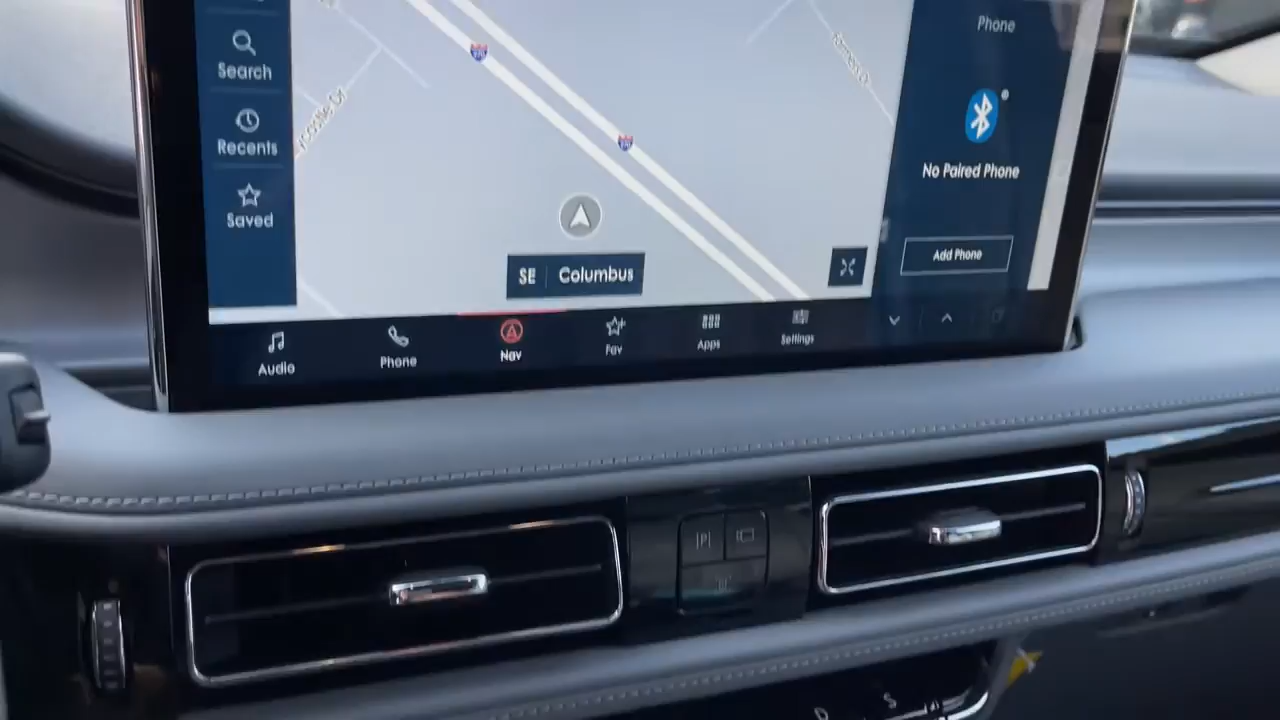 Phone
Search
Recents
No Paired Phone
Saved
Add Phone
SE Columbus
Audio
Phone
Nav
Fav
Apps
Settings
P
D
S